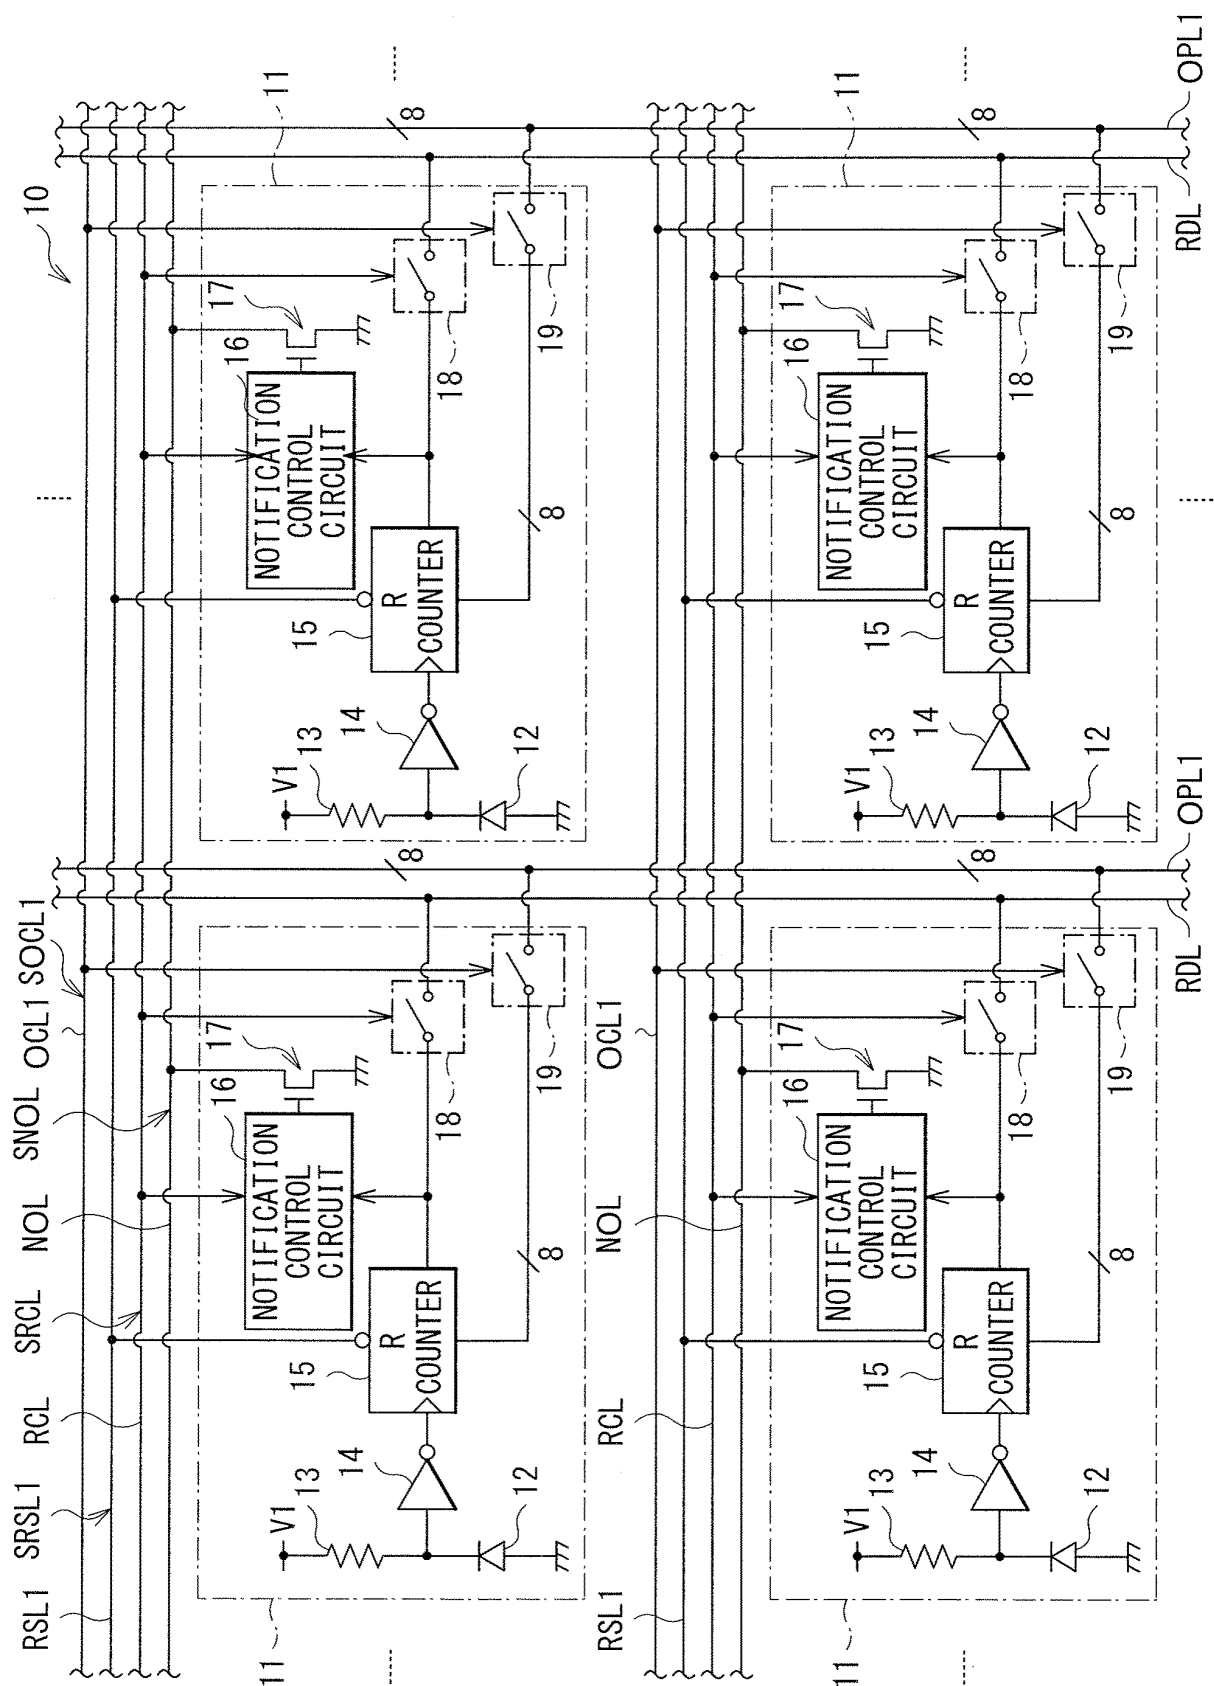 10
RSL1
SRSL1
RCL
SRCL
NOL
SNOL
OCL1
SOCL1
11
V1
13
12
14
15
R
COUNTER
16
NOTIFICATION
CONTROL
CIRCUIT
17
18
19
8
8
11
V1
13
12
14
15
R
COUNTER
16
NOTIFICATION
CONTROL
CIRCUIT
17
18
19
8
8
RSL1
RCL
NOL
OCL1
11
V1
13
12
14
15
R
COUNTER
16
NOTIFICATION
CONTROL
CIRCUIT
17
18
19
8
8
RDL
OPL1
11
V1
13
12
14
15
R
COUNTER
16
NOTIFICATION
CONTROL
CIRCUIT
17
18
19
8
8
RDL
OPL1